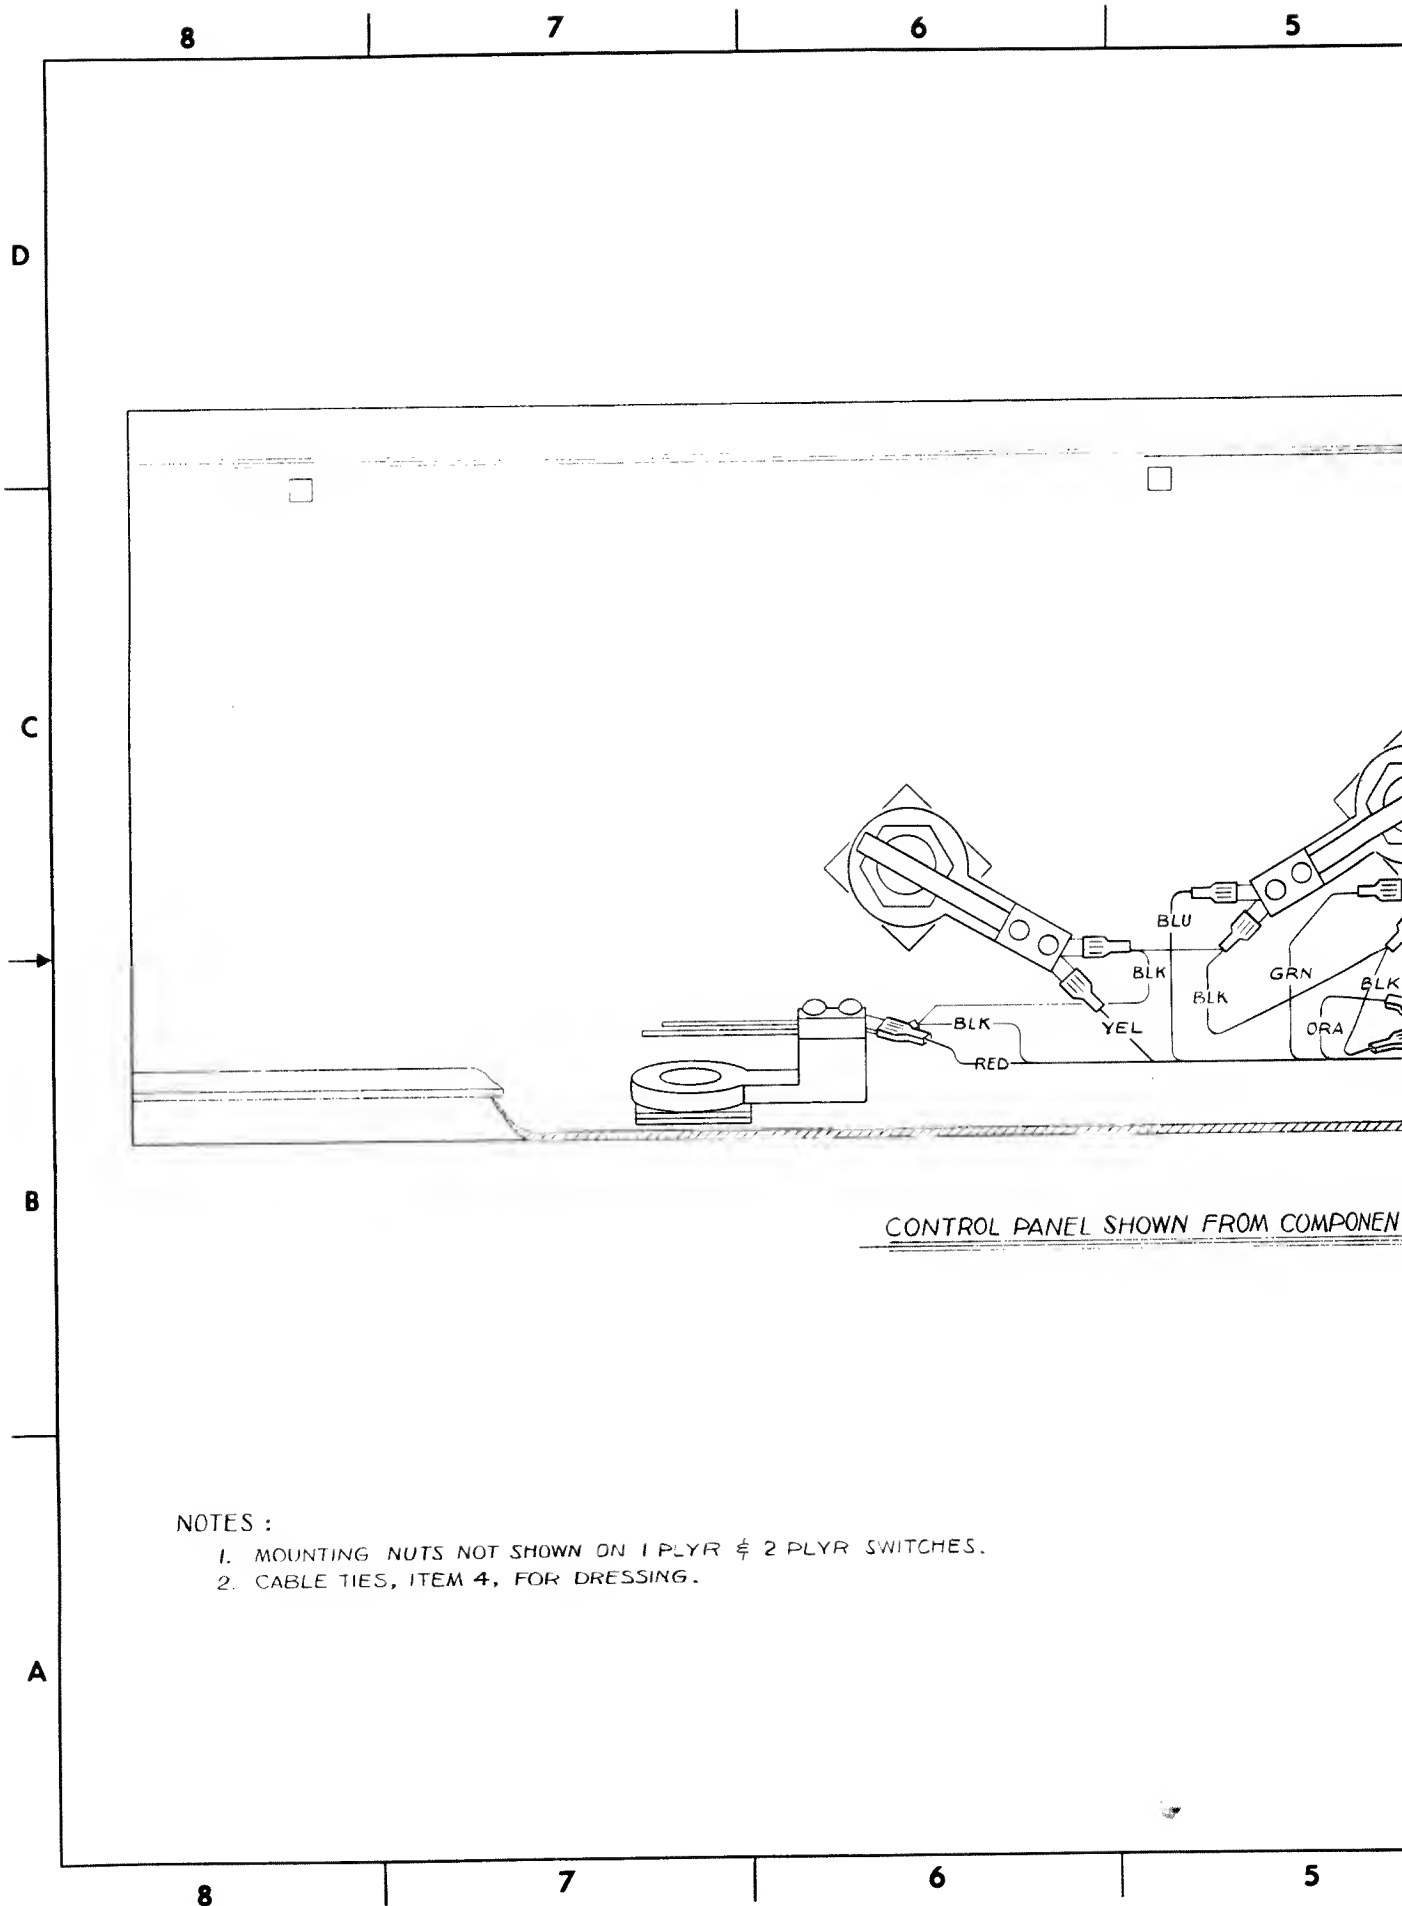 8 7 6 5
D
C
BLU
BLK
GRN
BLK
BLK
BLK
YEL
ORA
RED
B
CONTROL PANEL SHOWN FROM COMPONEN
NOTES :
1. MOUNTING NUTS NOT SHOWN ON 1 PLYR & 2 PLYR SWITCHES.
2. CABLE TIES, ITEM 4, FOR DRESSING.
A
8 7 6 5